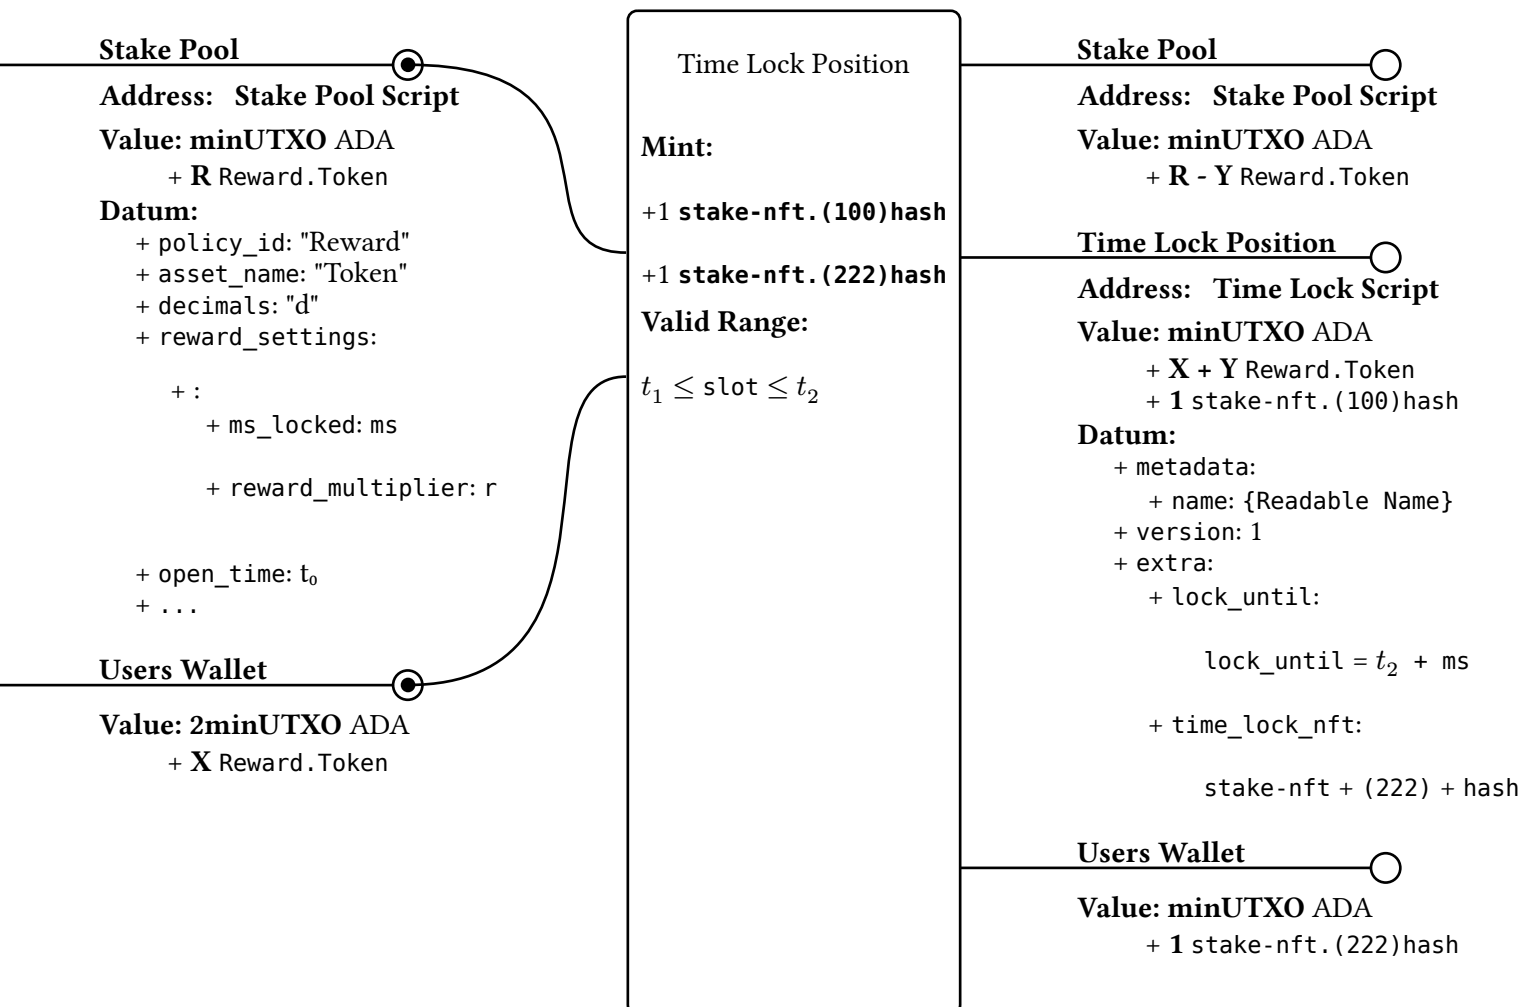 Stake Pool
Address: Stake Pool Script
Value: minUTXO ADA
+ R Reward.Token
Datum:
+ policy_id: "Reward"
+ asset_name: "Token"
+ decimals: "d"
+ reward_settings:
+ :
+ ms_locked: ms
+ reward_multiplier: r
+ open_time: t₀
+ ...
Users Wallet
Value: 2minUTXO ADA
+ X Reward.Token
Time Lock Position
Mint:
+1 stake-nft.(100)hash
+1 stake-nft.(222)hash
Valid Range:
t₁ ≤ slot ≤ t₂
Stake Pool
Address: Stake Pool Script
Value: minUTXO ADA
+ R - Y Reward.Token
Time Lock Position
Address: Time Lock Script
Value: minUTXO ADA
+ X + Y Reward.Token
+ 1 stake-nft.(100)hash
Datum:
+ metadata:
+ name: {Readable Name}
+ version: 1
+ extra:
+ lock_until:
lock_until = t₂ + ms
+ time_lock_nft:
stake-nft + (222) + hash
Users Wallet
Value: minUTXO ADA
+ 1 stake-nft.(222)hash